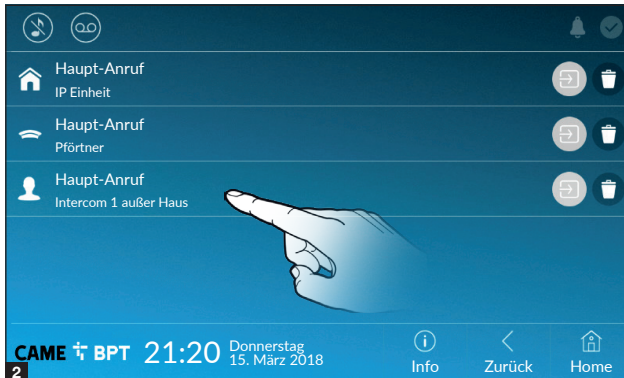 Haupt-Anruf
IP Einheit
Haupt-Anruf
Pförtner
Haupt-Anruf
Intercom 1 außer Haus
CAME BPT 21:20 Donnerstag
15. März 2018
Info Zurück Home
2